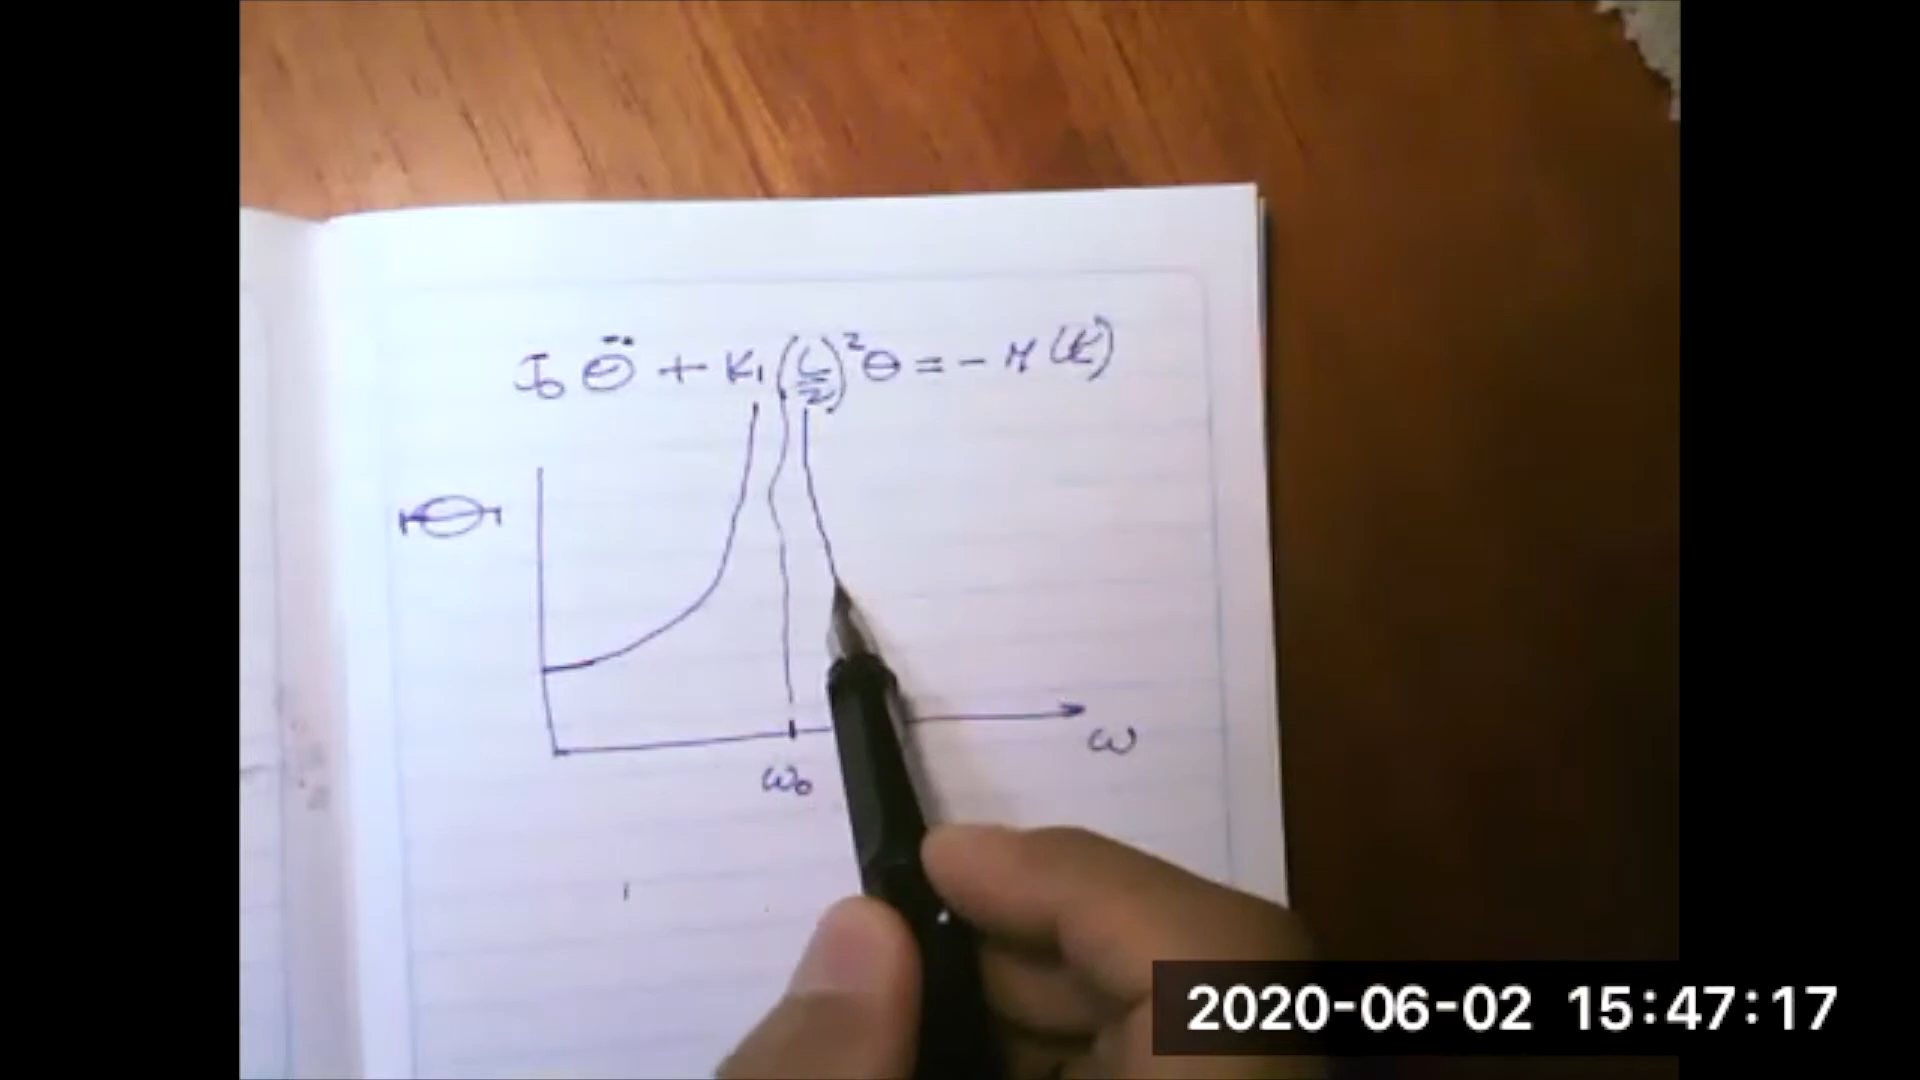 J₀ Θ̈ + K₁ (L/2)² Θ = - M(t)
Θ
ω
ω₀
2020-06-02 15:47:17